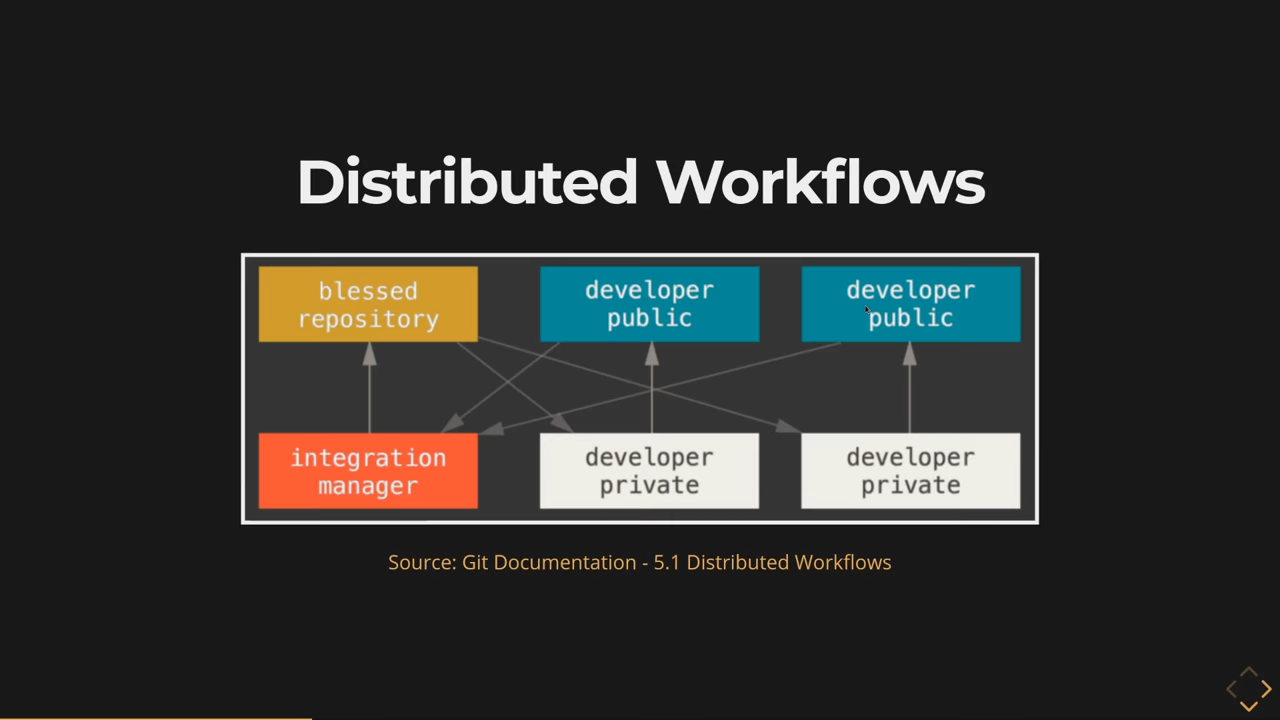 Distributed Workflows
blessed
repository
developer
public
developer
public
integration
manager
developer
private
developer
private
Source: Git Documentation - 5.1 Distributed Workflows